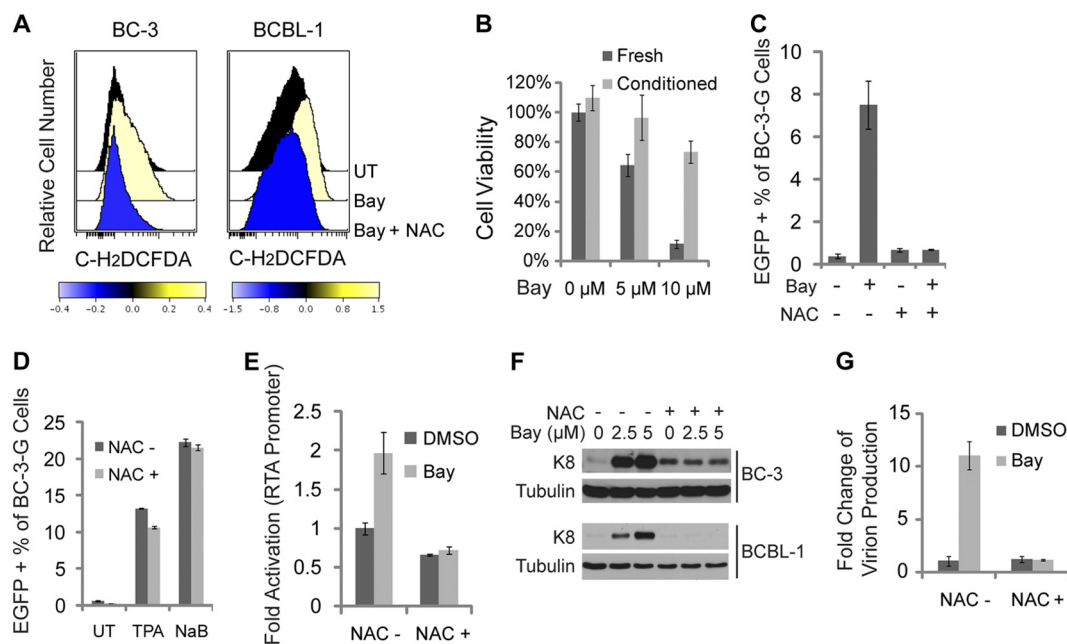 A
BC-3
BCBL-1
Relative Cell Number
UT
Bay
Bay + NAC
C-H2DCFDA
C-H2DCFDA
-0.4 -0.2 0.0 0.2 0.4
-1.5 -0.8 0.0 0.8 1.5
B
Fresh
Conditioned
Cell Viability
120%
100%
80%
60%
40%
20%
0%
Bay 0 µM 5 µM 10 µM
C
EGFP + % of BC-3-G Cells
10
8
6
4
2
0
Bay - + - +
NAC - - + +
D
EGFP + % of BC-3-G Cells
25
20
15
10
5
0
NAC -
NAC +
UT TPA NaB
E
Fold Activation (RTA Promoter)
2.5
2
1.5
1
0.5
0
DMSO
Bay
NAC - NAC +
F
NAC - - - + + +
Bay (µM) 0 2.5 5 0 2.5 5
K8
Tubulin
BC-3
K8
Tubulin
BCBL-1
G
Fold Change of
Virion Production
15
10
5
0
DMSO
Bay
NAC - NAC +